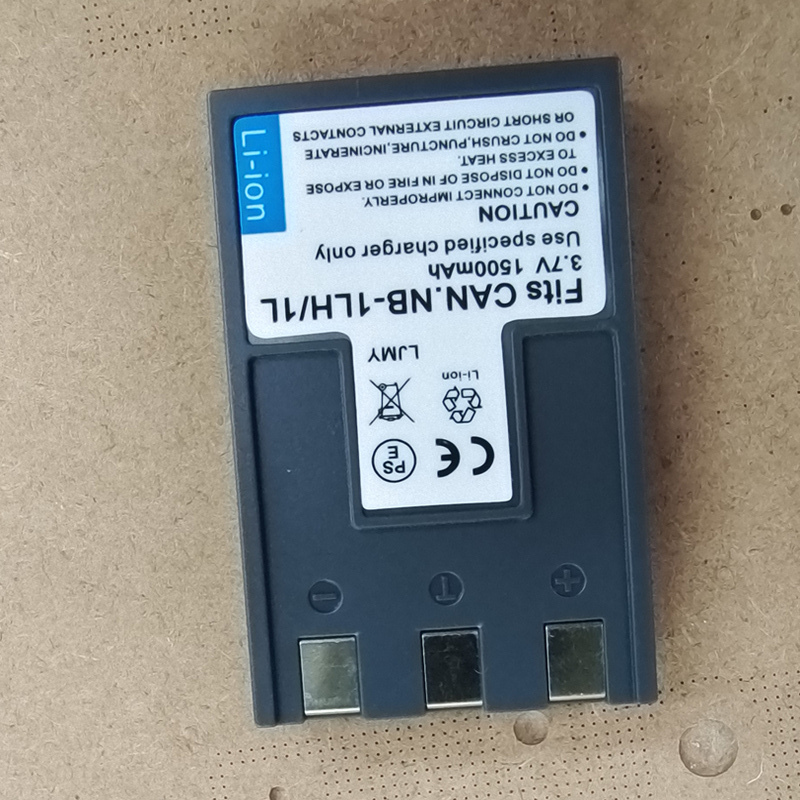 + T −
CE PS E
Li-ion
LJMY
Fits CAN.NB-1LH/1L
3.7V 1500mAh
Use specified charger only
CAUTION
● DO NOT CONNECT IMPROPERLY.
● DO NOT DISPOSE OF IN FIRE OR EXPOSE
TO EXCESS HEAT.
● DO NOT CRUSH,PUNCTURE,INCINERATE
OR SHORT CIRCUIT EXTERNAL CONTACTS
Li-ion